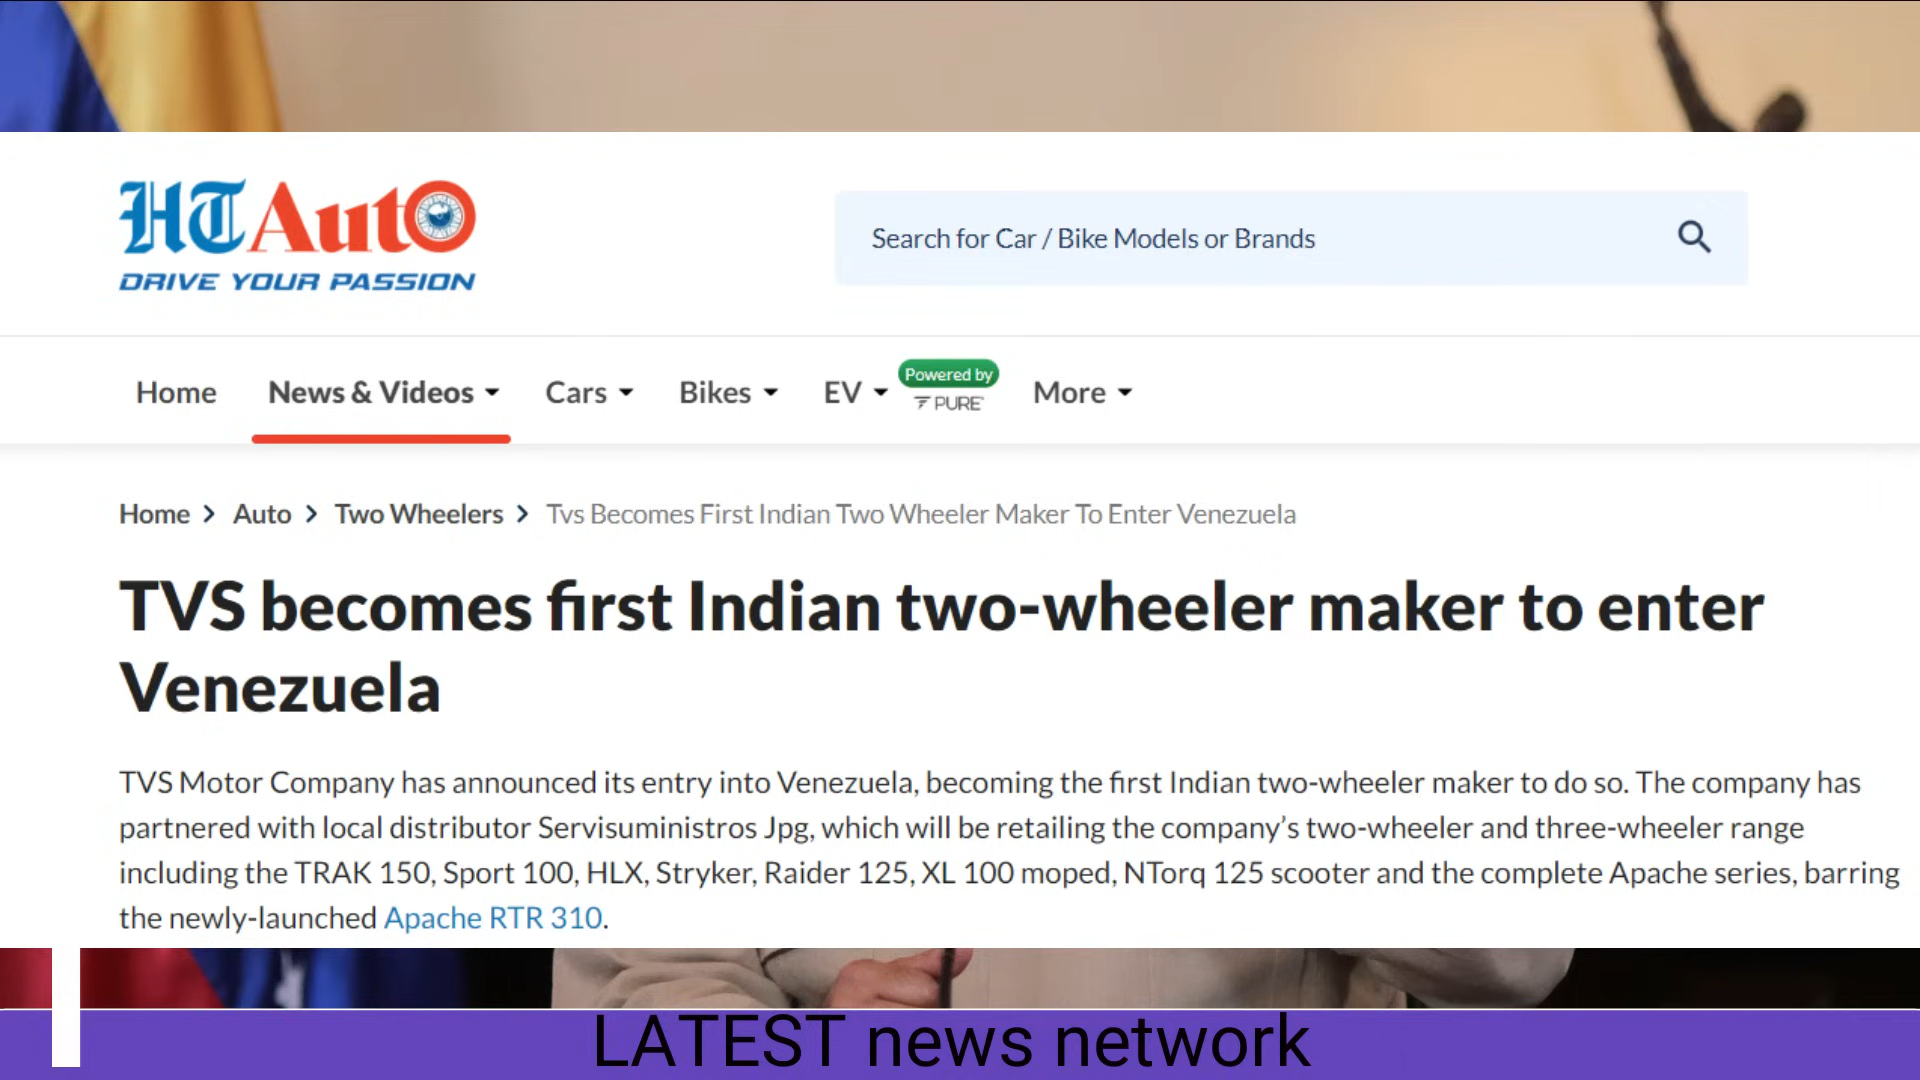 HT Auto
DRIVE YOUR PASSION
Search for Car / Bike Models or Brands
Home News & Videos Cars Bikes EV Powered by PURE More
Home > Auto > Two Wheelers > Tvs Becomes First Indian Two Wheeler Maker To Enter Venezuela
TVS becomes first Indian two-wheeler maker to enter
Venezuela
TVS Motor Company has announced its entry into Venezuela, becoming the first Indian two-wheeler maker to do so. The company has
partnered with local distributor Servisuministros Jpg, which will be retailing the company's two-wheeler and three-wheeler range
including the TRAK 150, Sport 100, HLX, Stryker, Raider 125, XL 100 moped, NTorq 125 scooter and the complete Apache series, barring
the newly-launched Apache RTR 310.
LATEST news network